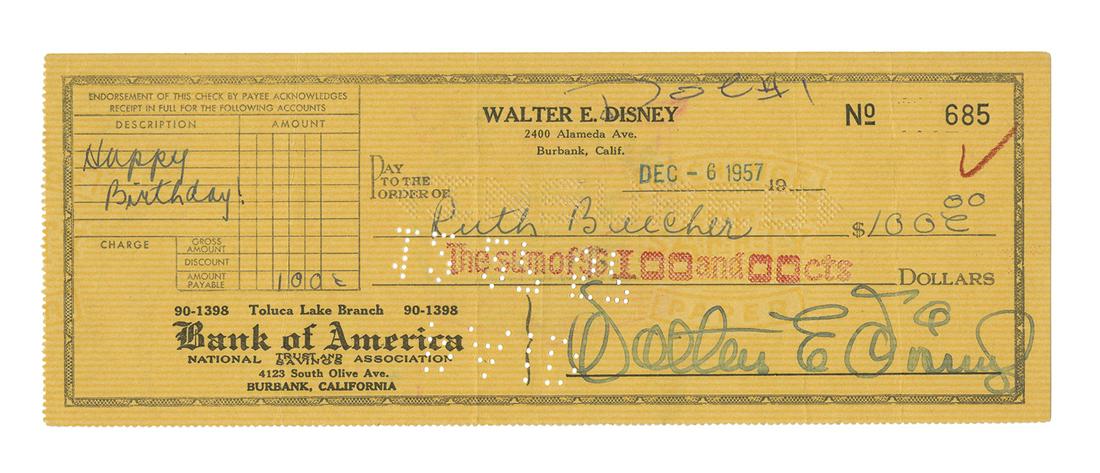 ENDORSEMENT OF THIS CHECK BY PAYEE ACKNOWLEDGES
RECEIPT IN FULL FOR THE FOLLOWING ACCOUNTS
DESCRIPTION AMOUNT
Happy
Birthday!
CHARGE
GROSS AMOUNT
DISCOUNT
AMOUNT PAYABLE 100
90-1398 Toluca Lake Branch 90-1398
Bank of America
NATIONAL TRUST AND SAVINGS ASSOCIATION
4123 South Olive Ave.
BURBANK, CALIFORNIA
WALTER E. DISNEY
2400 Alameda Ave.
Burbank, Calif.
No 685
DEC - 6 1957 19
PAY TO THE ORDER OF Ruth Beecher $100 00
The sum of $100 and 00 cts DOLLARS
Walter E Disney